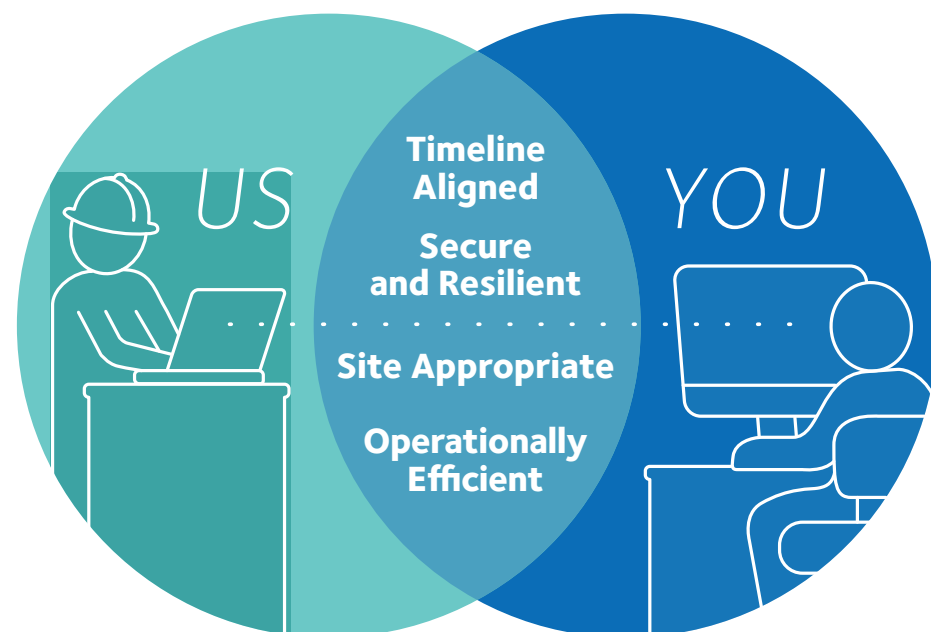 US
Timeline
Aligned
Secure
and Resilient
Site Appropriate
Operationally
Efficient
YOU